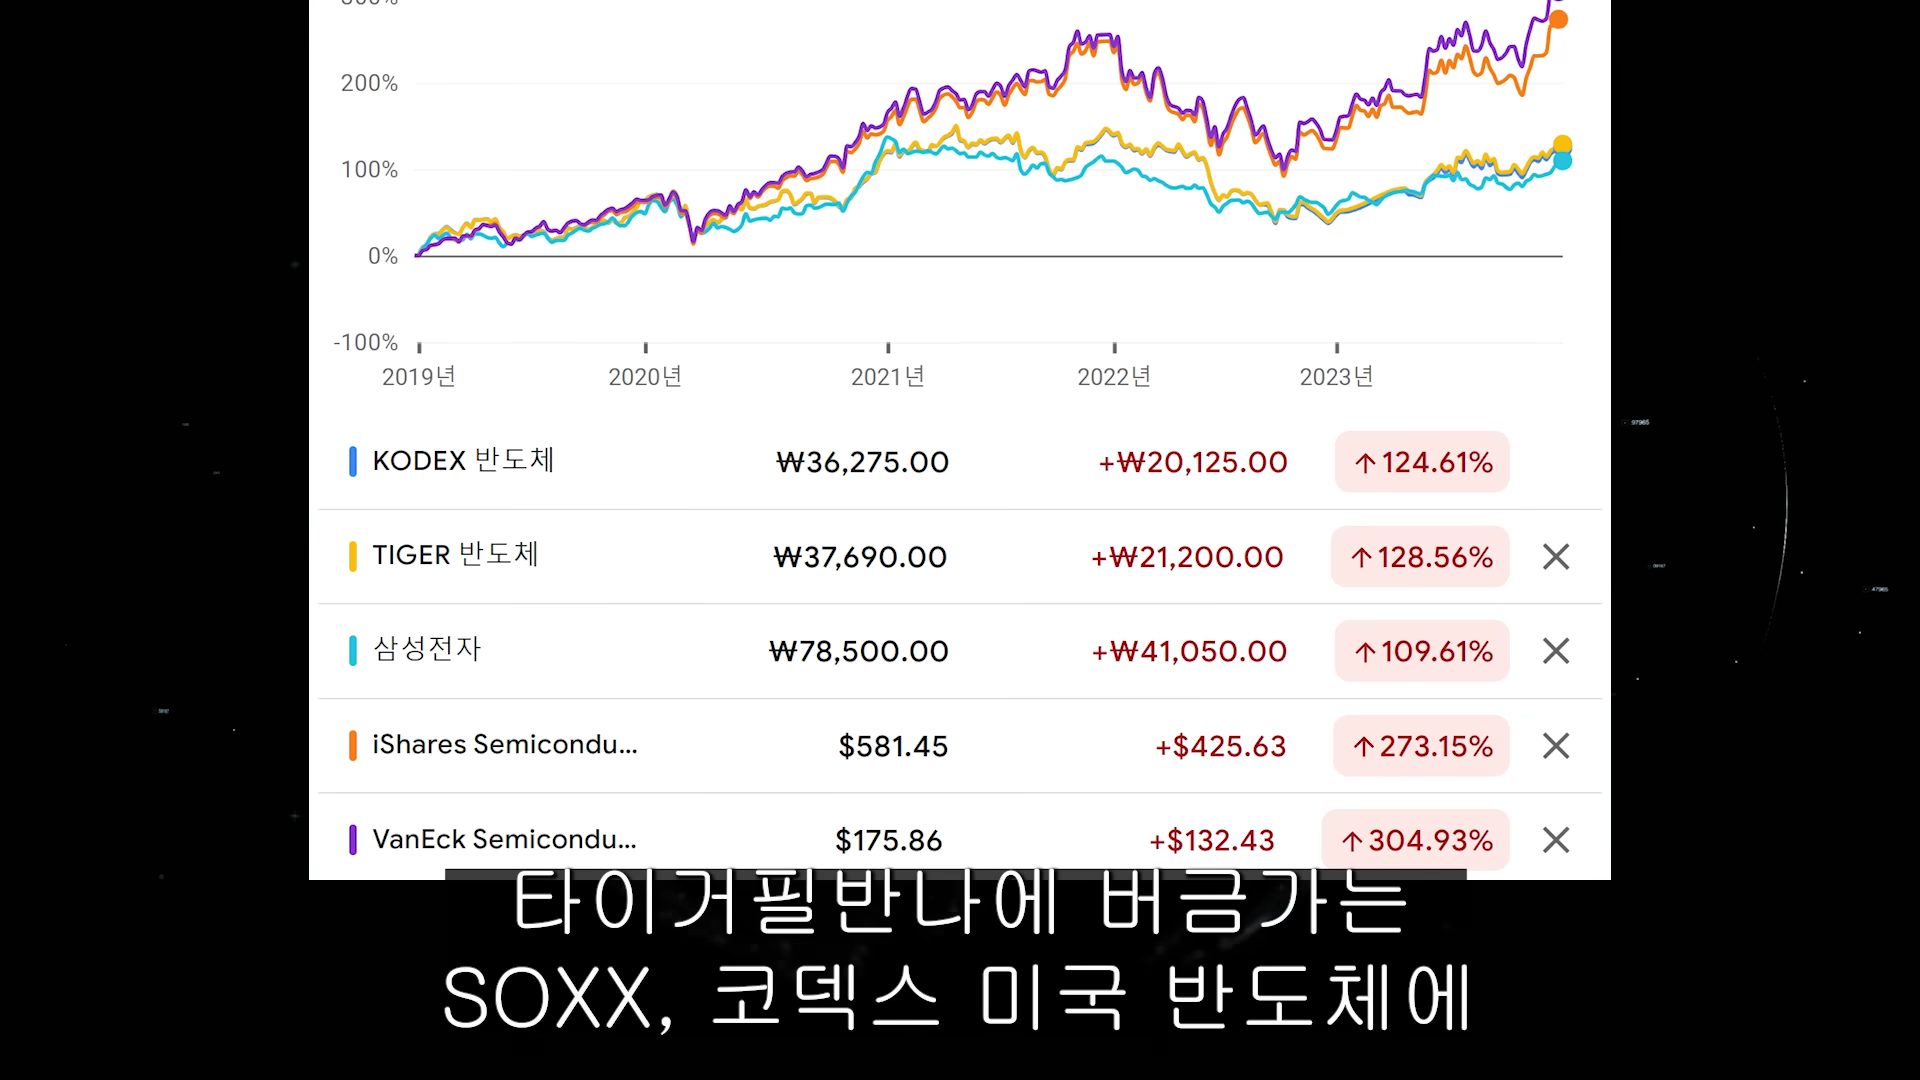 200%
100%
0%
-100%
2019년 2020년 2021년 2022년 2023년
KODEX 반도체 ₩36,275.00 +₩20,125.00 ↑124.61%
TIGER 반도체 ₩37,690.00 +₩21,200.00 ↑128.56%
삼성전자 ₩78,500.00 +₩41,050.00 ↑109.61%
iShares Semicondu... $581.45 +$425.63 ↑273.15%
VanEck Semicondu... $175.86 +$132.43 ↑304.93%
타이거필반나에 버금가는
SOXX, 코덱스 미국 반도체에